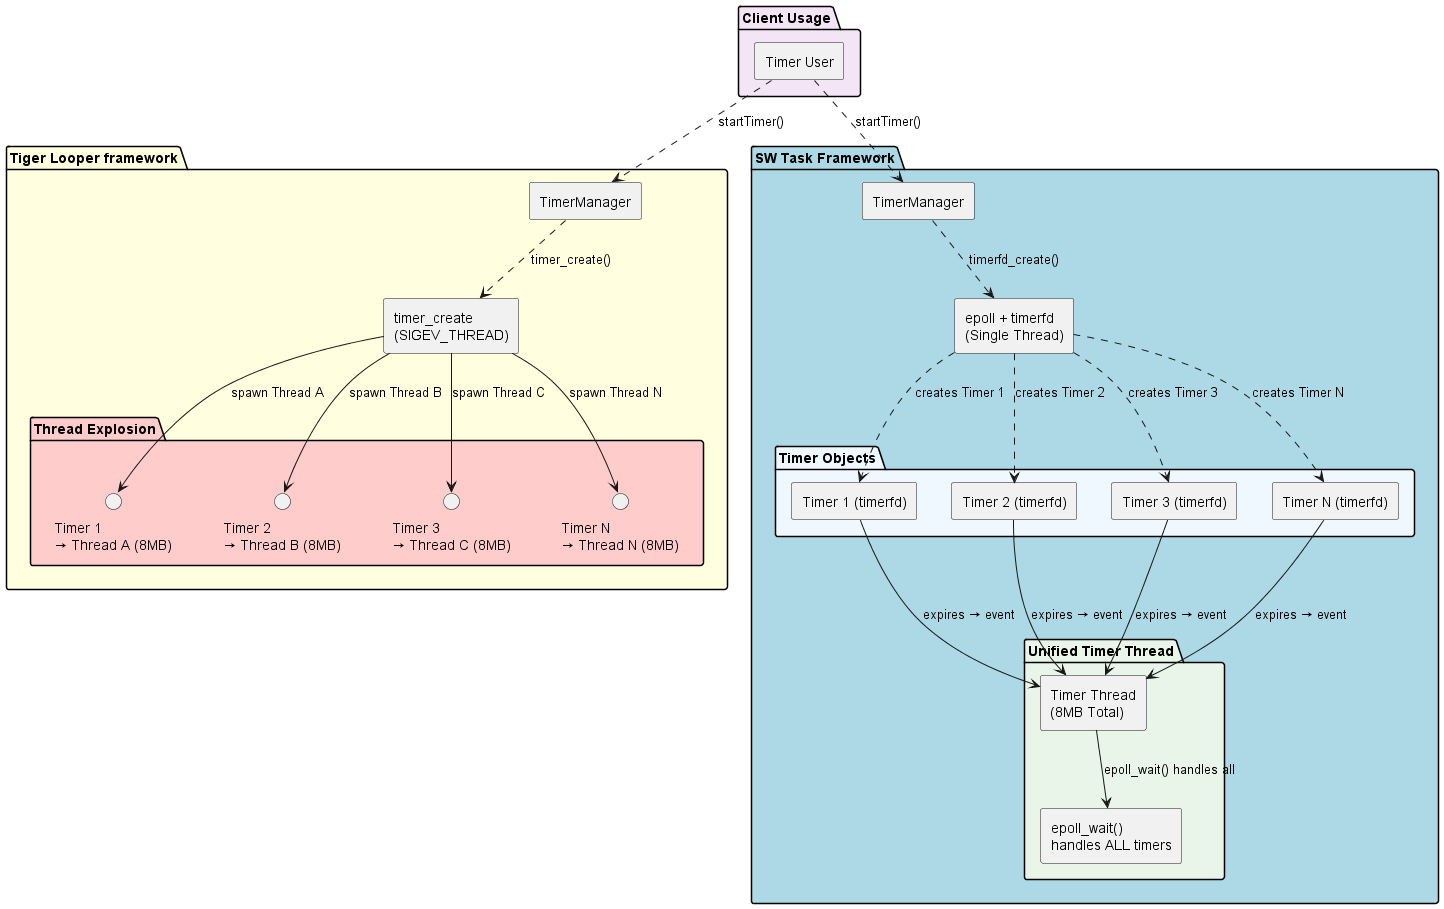 Client Usage
Timer User
startTimer()
startTimer()
Tiger Looper framework
TimerManager
timer_create()
timer_create
(SIGEV_THREAD)
spawn Thread A
spawn Thread B
spawn Thread C
spawn Thread N
Thread Explosion
Timer 1
→ Thread A (8MB)
Timer 2
→ Thread B (8MB)
Timer 3
→ Thread C (8MB)
Timer N
→ Thread N (8MB)
SW Task Framework
TimerManager
timerfd_create()
epoll + timerfd
(Single Thread)
creates Timer 1
creates Timer 2
creates Timer 3
creates Timer N
Timer Objects
Timer 1 (timerfd)
Timer 2 (timerfd)
Timer 3 (timerfd)
Timer N (timerfd)
expires → event
expires → event
expires → event
expires → event
Unified Timer Thread
Timer Thread
(8MB Total)
epoll_wait() handles all
epoll_wait()
handles ALL timers